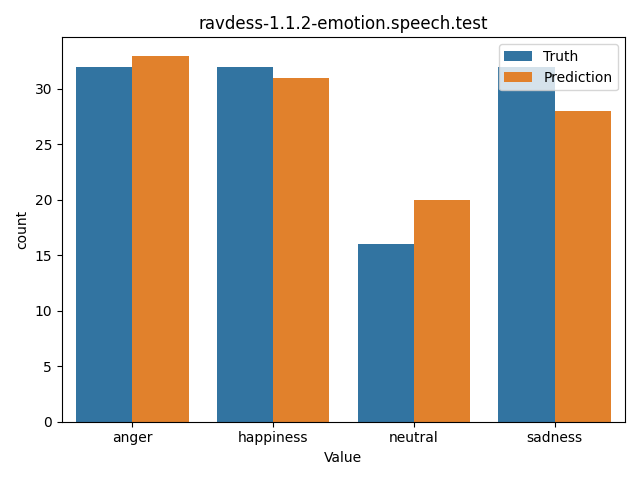 ravdess-1.1.2-emotion.speech.test
Truth
Prediction
count
30
25
20
15
10
5
0
anger
happiness
neutral
sadness
Value